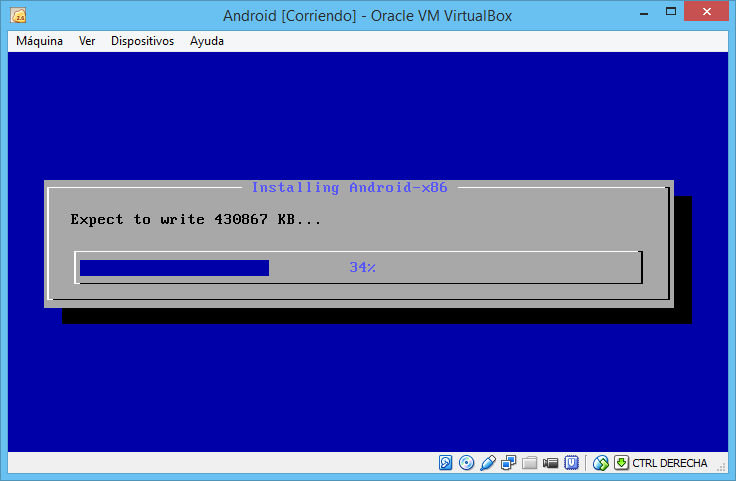 Android [Corriendo] - Oracle VM VirtualBox
Máquina Ver Dispositivos Ayuda
Installing Android-x86
Expect to write 430867 KB...
34%
CTRL DERECHA